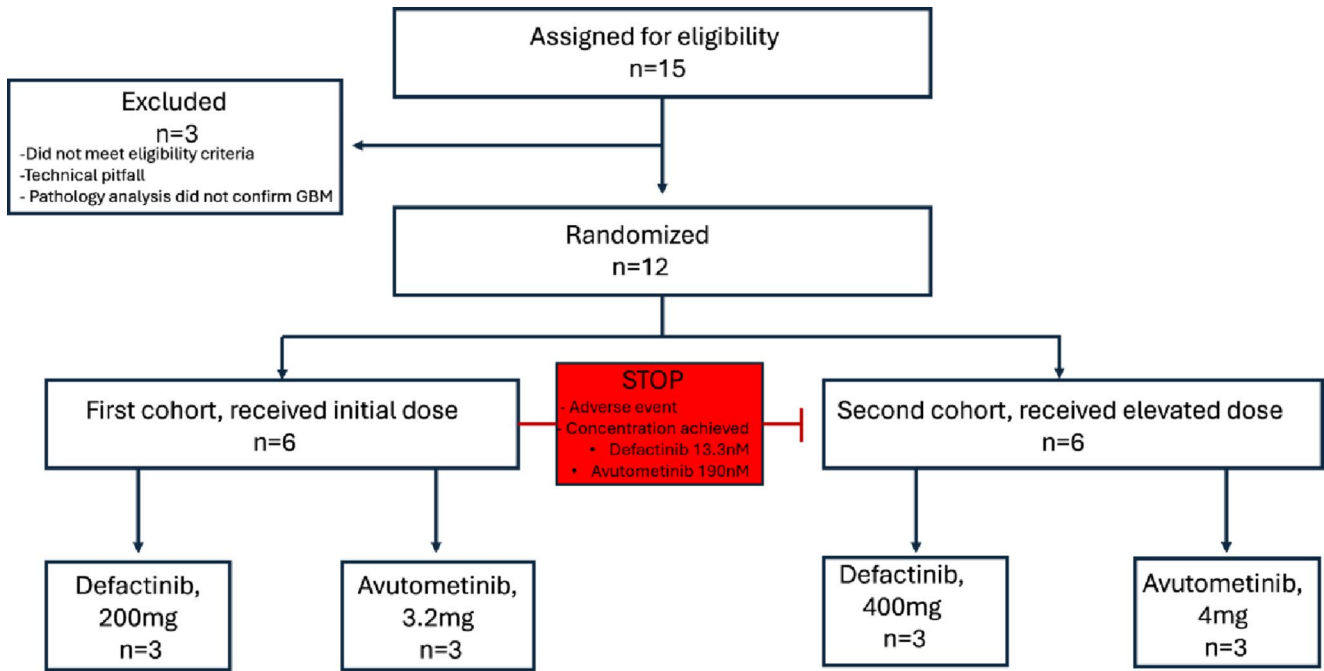 Assigned for eligibility
n=15
Excluded
n=3
-Did not meet eligibility criteria
-Technical pitfall
- Pathology analysis did not confirm GBM
Randomized
n=12
First cohort, received initial dose
n=6
STOP
- Adverse event
- Concentration achieved
• Defactinib 13.3nM
• Avutometinib 190nM
Second cohort, received elevated dose
n=6
Defactinib,
200mg
n=3
Avutometinib,
3.2mg
n=3
Defactinib,
400mg
n=3
Avutometinib,
4mg
n=3